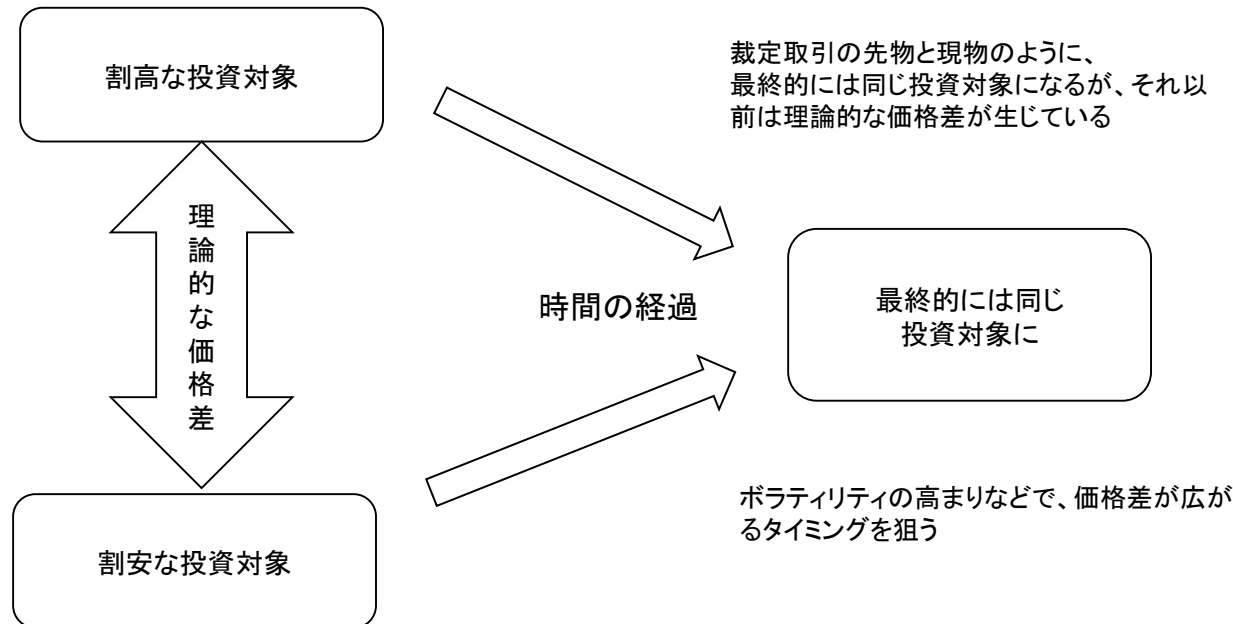 割高な投資対象
裁定取引の先物と現物のように、
最終的には同じ投資対象になるが、それ以
前は理論的な価格差が生じている
理論的な価格差
時間の経過
最終的には同じ
投資対象に
割安な投資対象
ボラティリティの高まりなどで、価格差が広が
るタイミングを狙う